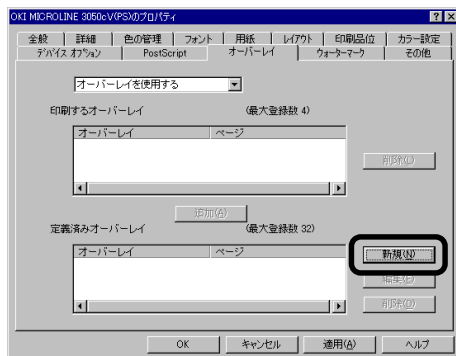 OKI MICROLINE 3050cV(PS)のプロパティ
全般 詳細 色の管理 フォント 用紙 レイアウト 印刷品位 カラー設定
デバイス オプション PostScript オーバーレイ ウォーターマーク その他
オーバーレイを使用する
印刷するオーバーレイ (最大登録数 4)
オーバーレイ ページ
削除(L)
追加(A)
定義済みオーバーレイ (最大登録数 32)
オーバーレイ ページ
新規(N)
編集(E)
削除(D)
OK キャンセル 適用(A) ヘルプ